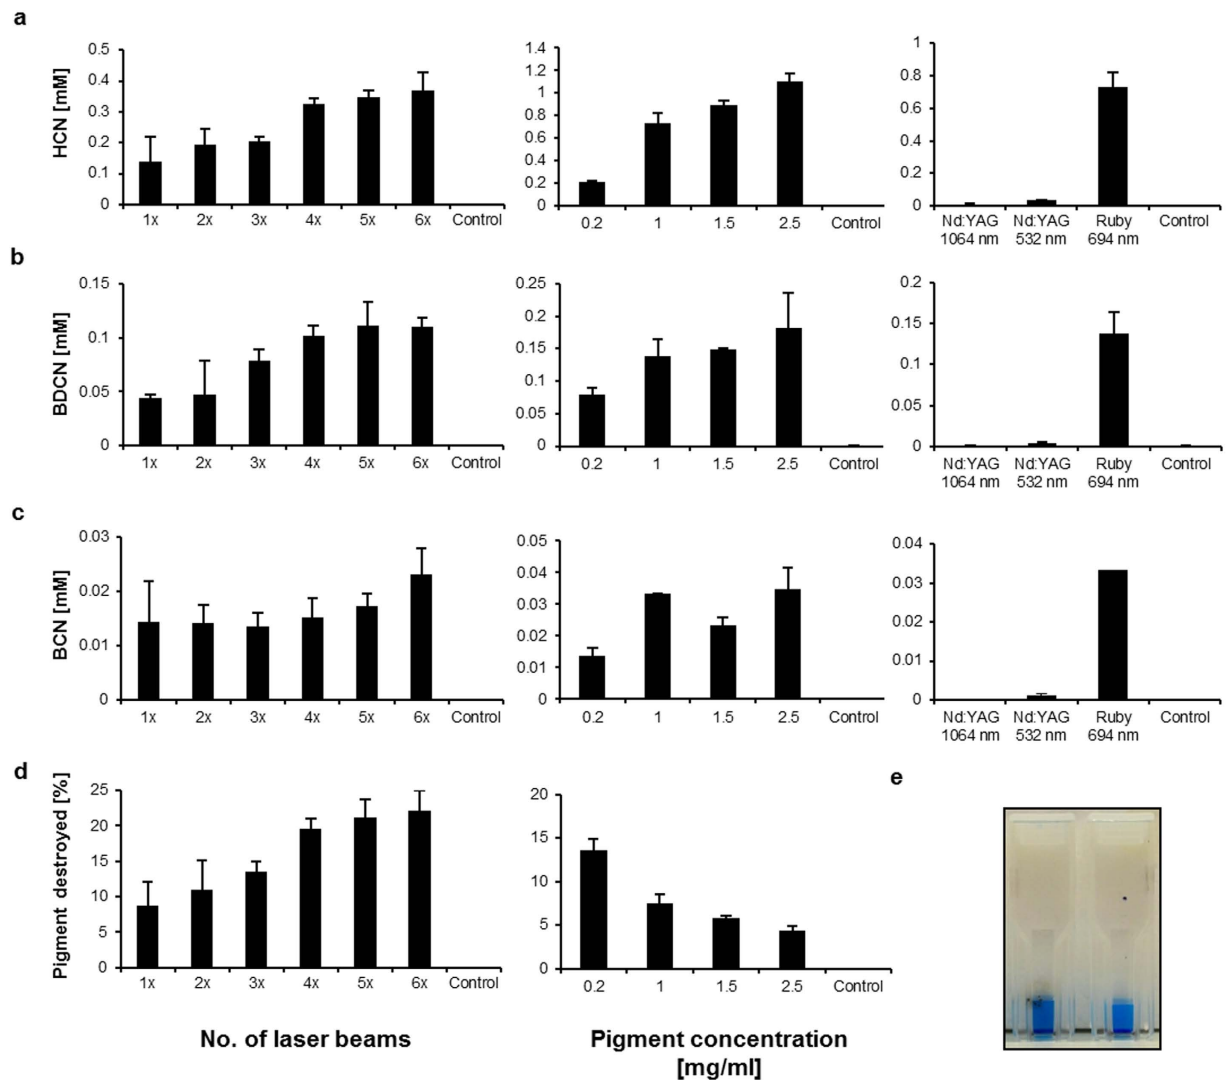 a
HCN [mM]
0.5
0.4
0.3
0.2
0.1
0
1x 2x 3x 4x 5x 6x Control
1.4
1.2
1
0.8
0.6
0.4
0.2
0
0.2 1 1.5 2.5 Control
1
0.8
0.6
0.4
0.2
0
Nd:YAG Nd:YAG Ruby Control
1064 nm 532 nm 694 nm
b
BDCN [mM]
0.15
0.1
0.05
0
1x 2x 3x 4x 5x 6x Control
0.25
0.2
0.15
0.1
0.05
0
0.2 1 1.5 2.5 Control
0.2
0.15
0.1
0.05
0
Nd:YAG Nd:YAG Ruby Control
1064 nm 532 nm 694 nm
c
BCN [mM]
0.03
0.02
0.01
0
1x 2x 3x 4x 5x 6x Control
0.05
0.04
0.03
0.02
0.01
0
0.2 1 1.5 2.5 Control
0.04
0.03
0.02
0.01
0
Nd:YAG Nd:YAG Ruby Control
1064 nm 532 nm 694 nm
d
Pigment destroyed [%]
25
20
15
10
5
0
1x 2x 3x 4x 5x 6x Control
No. of laser beams
20
15
10
5
0
0.2 1 1.5 2.5 Control
Pigment concentration
[mg/ml]
e